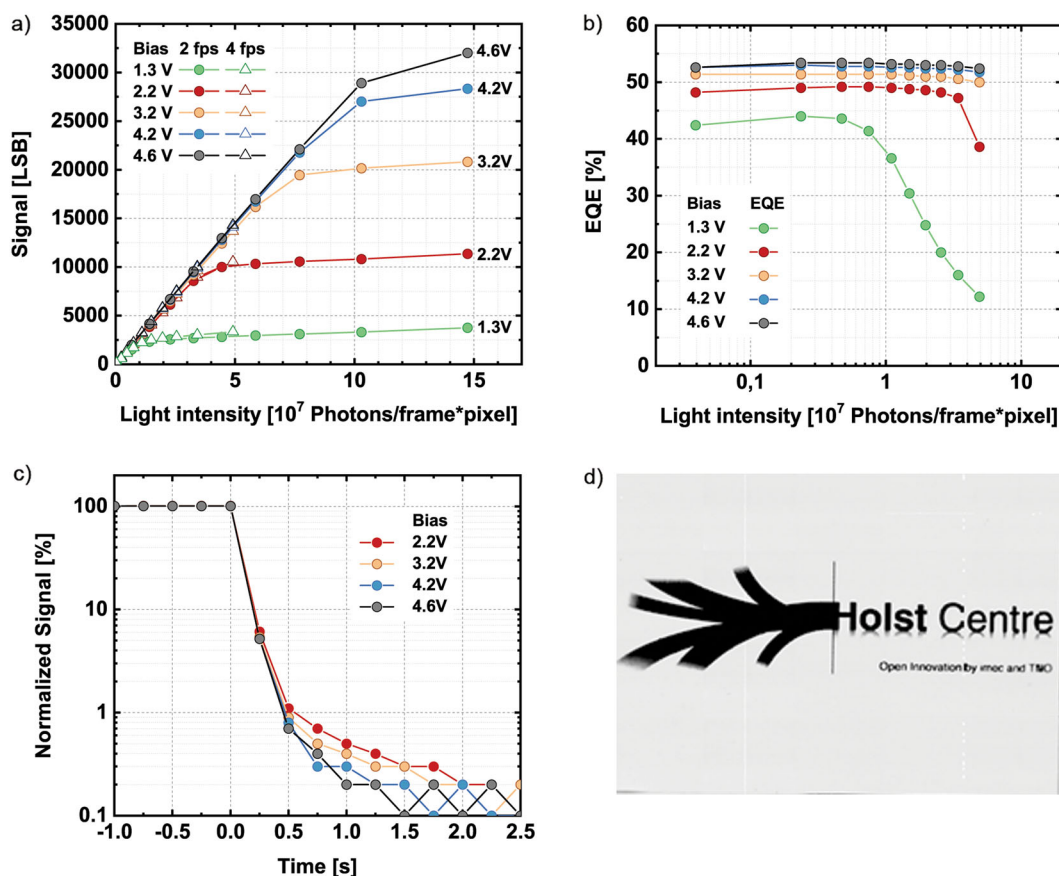 a)
Signal [LSB]
35000
30000
25000
20000
15000
10000
5000
0
Bias 2 fps 4 fps
1.3 V
2.2 V
3.2 V
4.2 V
4.6 V
4.6V
4.2V
3.2V
2.2V
1.3V
0 5 10 15
Light intensity [10⁷ Photons/frame*pixel]
b)
EQE [%]
60
50
40
30
20
10
0
Bias EQE
1.3 V
2.2 V
3.2 V
4.2 V
4.6 V
0,1 1 10
Light intensity [10⁷ Photons/frame*pixel]
c)
Normalized Signal [%]
100
10
1
0.1
Bias
2.2V
3.2V
4.2V
4.6V
-1.0 -0.5 0.0 0.5 1.0 1.5 2.0 2.5
Time [s]
d)
Holst Centre
Open Innovation by imec and TNO